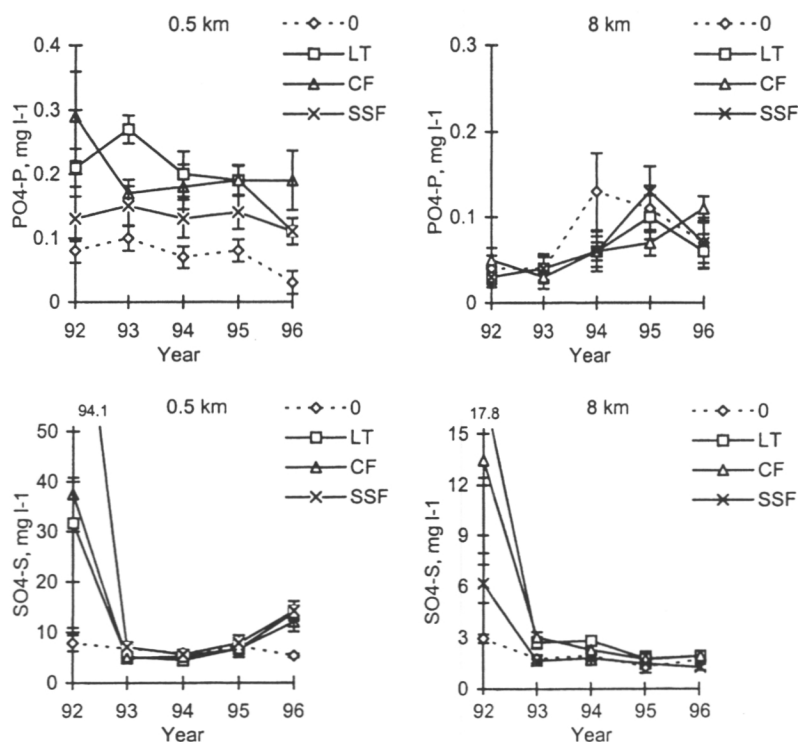 0.5 km
0
LT
CF
SSF
PO4-P, mg l-1
0.4
0.3
0.2
0.1
0
92 93 94 95 96
Year
8 km
0
LT
CF
SSF
PO4-P, mg l-1
0.3
0.2
0.1
0
92 93 94 95 96
Year
94.1
0.5 km
0
LT
CF
SSF
SO4-S, mg l-1
50
40
30
20
10
0
92 93 94 95 96
Year
17.8
8 km
0
LT
CF
SSF
SO4-S, mg l-1
15
12
9
6
3
0
92 93 94 95 96
Year